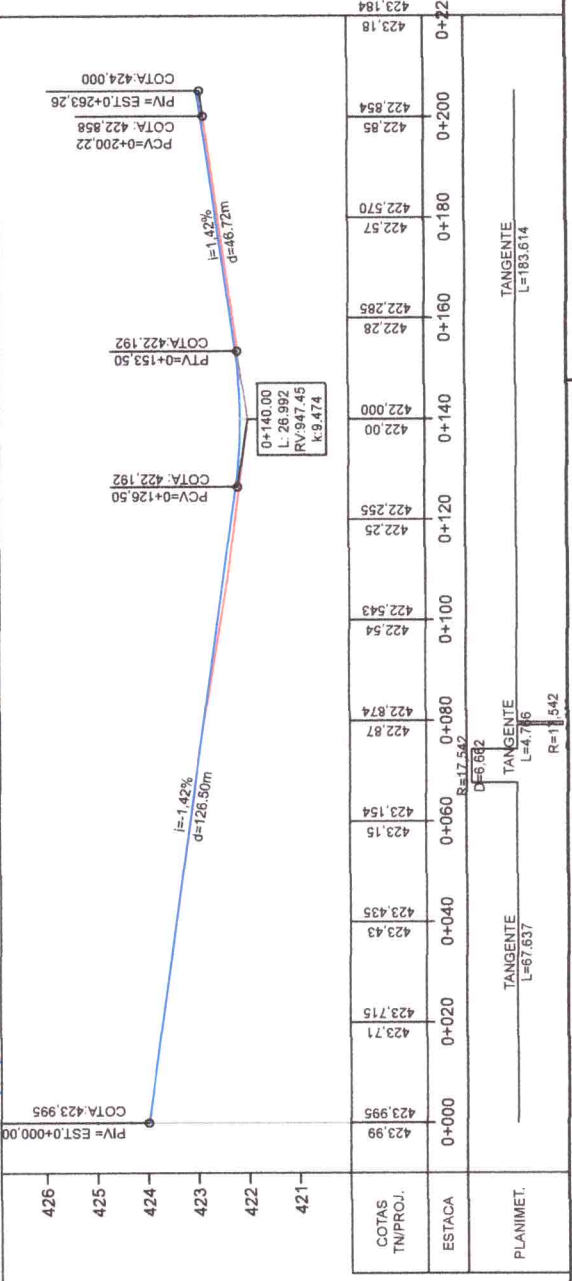 426
425
424
423
422
421
PIV= EST.0+000,00
COTA:423,995
i=-1,42%
d=126.50m
PCV=0+126,50
COTA: 422,192
0+140.00
L: 26.992
RV:947.45
k:9,474
PTV=0+153,50
COTA:422.192
i=1,42%
d=46.72m
PCV=0+200,22
COTA: 422,858
PIV= EST.0+263,26
COTA:424,000
COTAS
TN/PROJ.
423,99
423,995
423,71
423,715
423,43
423,435
423,15
423,154
422,87
422,874
422,54
422,543
422,25
422,255
422,00
422,000
422,28
422,285
422,57
422,570
422,85
422,854
423,18
423,184
ESTACA
0+000
0+020
0+040
0+060
0+080
0+100
0+120
0+140
0+160
0+180
0+200
0+22
PLANIMET.
TANGENTE
L=67.637
R=17,542
D=6,662
TANGENTE
L=4.766
TANGENTE
L=183.614